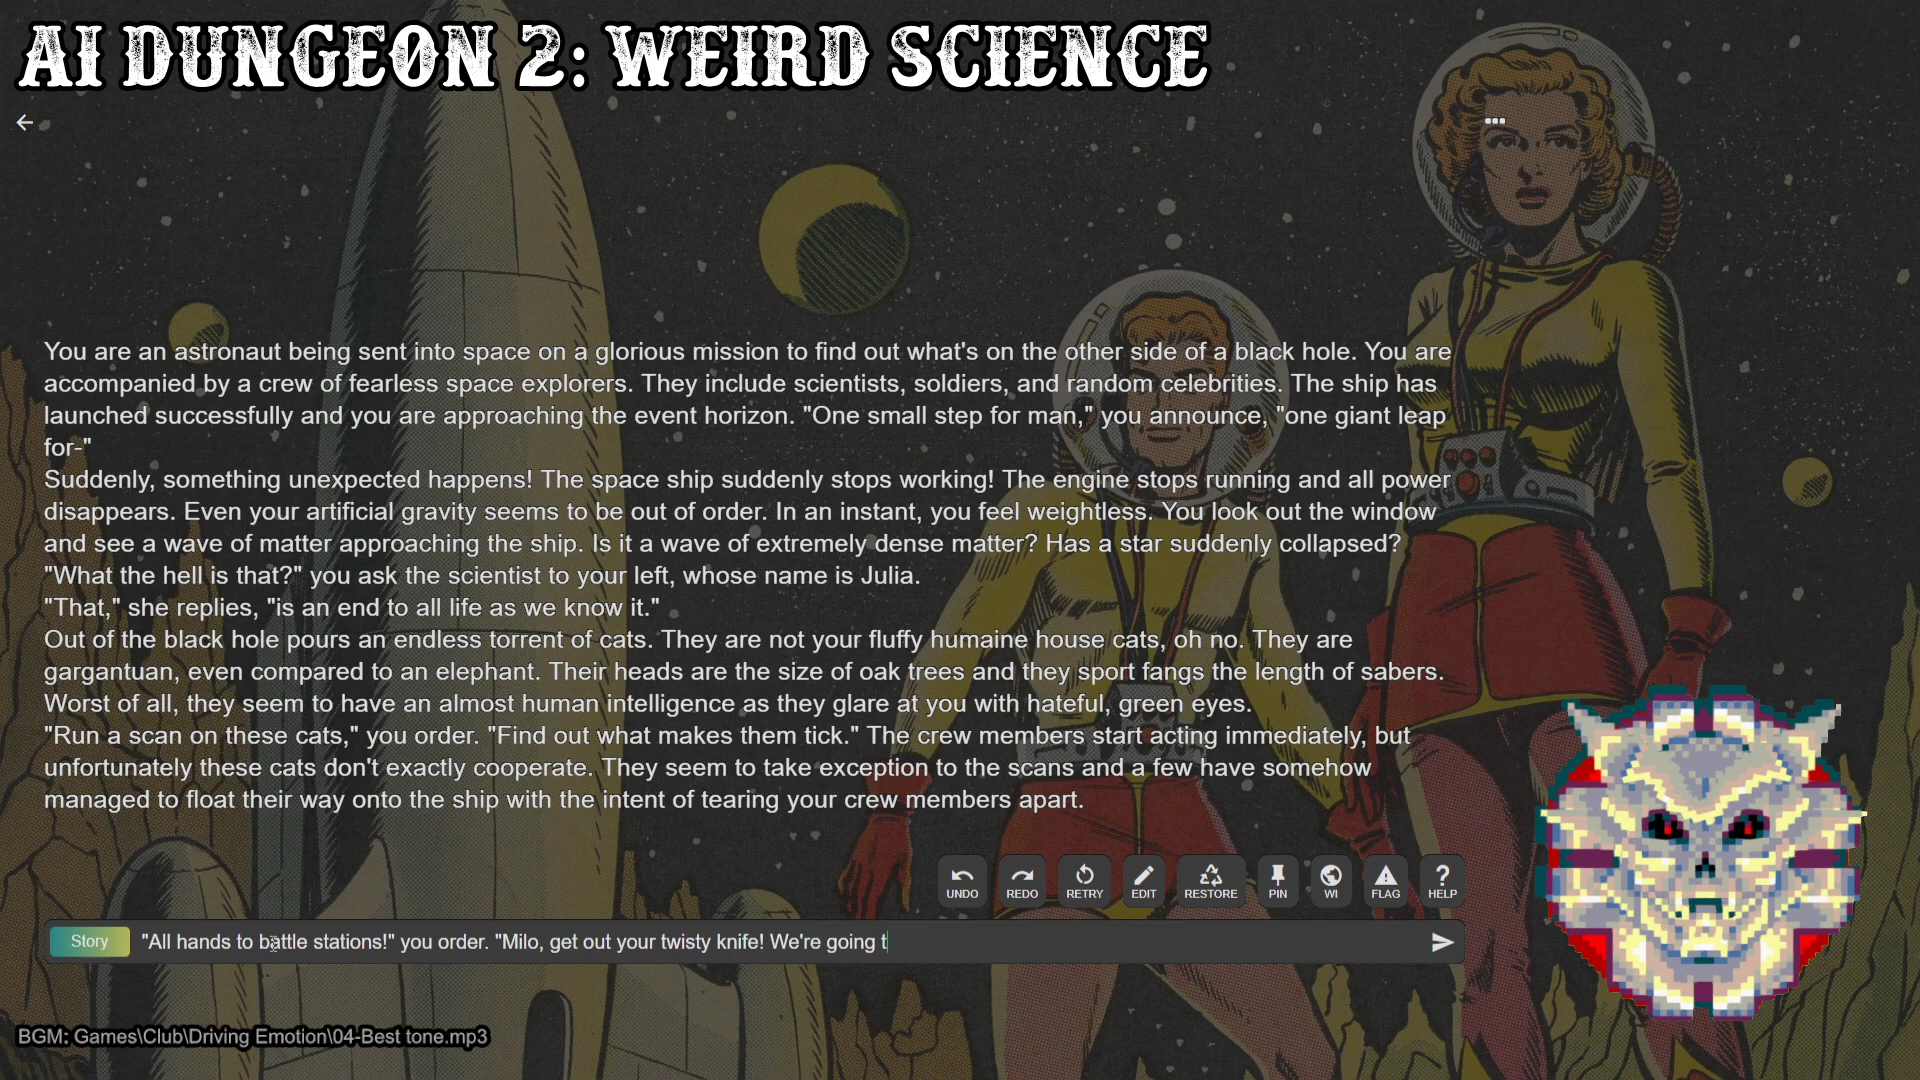 AI DUNGEON 2: WEIRD SCIENCE
You are an astronaut being sent into space on a glorious mission to find out what's on the other side of a black hole. You are
accompanied by a crew of fearless space explorers. They include scientists, soldiers, and random celebrities. The ship has
launched successfully and you are approaching the event horizon. "One small step for man," you announce, "one giant leap
for-"
Suddenly, something unexpected happens! The space ship suddenly stops working! The engine stops running and all power
disappears. Even your artificial gravity seems to be out of order. In an instant, you feel weightless. You look out the window
and see a wave of matter approaching the ship. Is it a wave of extremely dense matter? Has a star suddenly collapsed?
"What the hell is that?" you ask the scientist to your left, whose name is Julia.
"That," she replies, "is an end to all life as we know it."
Out of the black hole pours an endless torrent of cats. They are not your fluffy humaine house cats, oh no. They are
gargantuan, even compared to an elephant. Their heads are the size of oak trees and they sport fangs the length of sabers.
Worst of all, they seem to have an almost human intelligence as they glare at you with hateful, green eyes.
"Run a scan on these cats," you order. "Find out what makes them tick." The crew members start acting immediately, but
unfortunately these cats don't exactly cooperate. They seem to take exception to the scans and a few have somehow
managed to float their way onto the ship with the intent of tearing your crew members apart.
UNDO REDO RETRY EDIT RESTORE PIN WI FLAG ? HELP
Story "All hands to battle stations!" you order. "Milo, get out your twisty knife! We're going t
BGM: Games\Club\Driving Emotion\04-Best tone.mp3